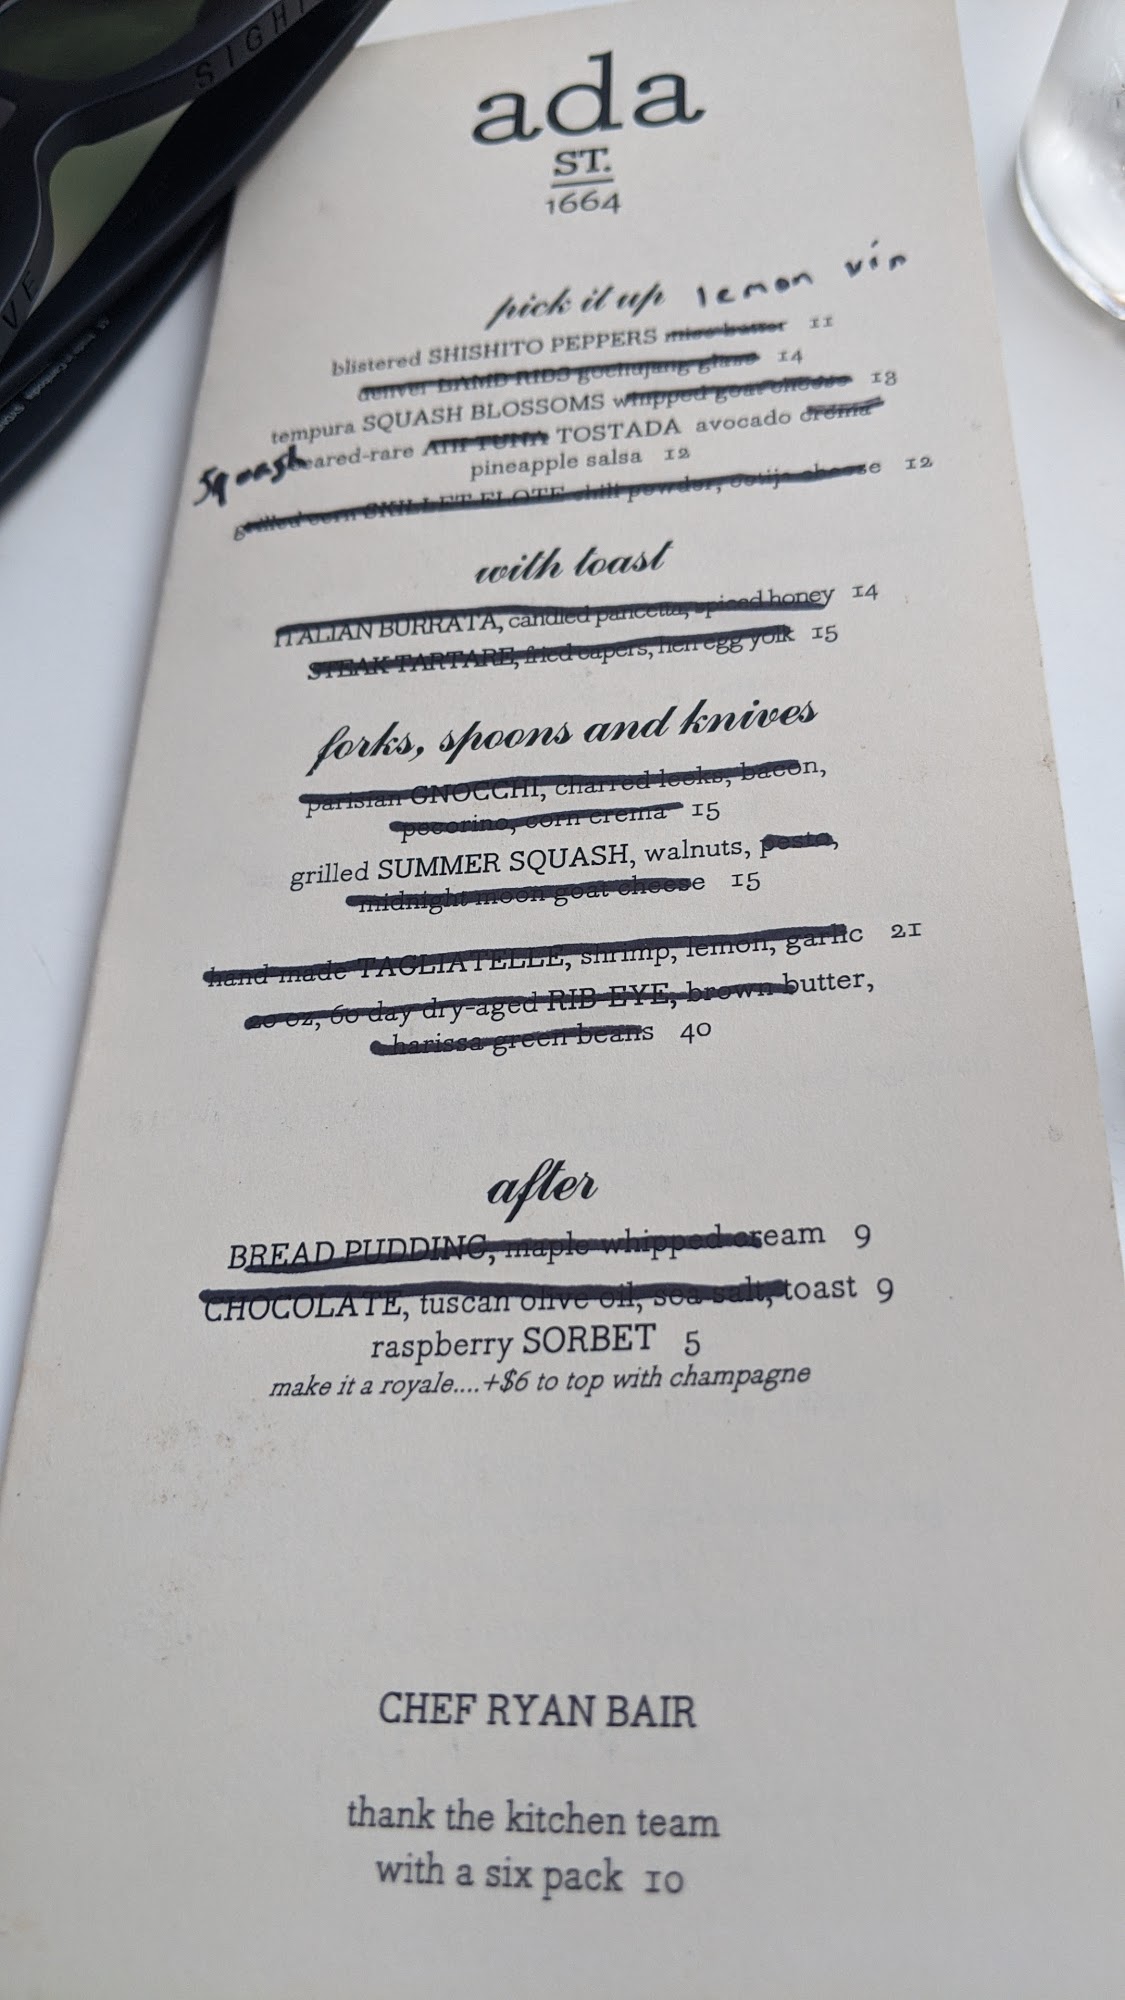 SIGH
VE
ada
ST.
1664
pick it up lemon vin
blistered SHISHITO PEPPERS miso butter 11
denver LAMB RIBS gochujang glaze 14
tempura SQUASH BLOSSOMS whipped goat cheese 13
Squash seared-rare AHI TUNA TOSTADA avocado crema
pineapple salsa 12
grilled corn SKILLET ELOTE chili powder, cotija cheese 12
with toast
ITALIAN BURRATA, candied pancetta, spiced honey 14
STEAK TARTARE, fried capers, hen egg yolk 15
forks, spoons and knives
parisian GNOCCHI, charred leeks, bacon,
pecorino, corn crema 15
grilled SUMMER SQUASH, walnuts, pesto,
midnight moon goat cheese 15
hand made TAGLIATELLE, shrimp, lemon, garlic 21
20 oz, 60 day dry-aged RIB-EYE, brown butter,
harissa green beans 40
after
BREAD PUDDING, maple whipped cream 9
CHOCOLATE, tuscan olive oil, sea salt, toast 9
raspberry SORBET 5
make it a royale....+$6 to top with champagne
CHEF RYAN BAIR
thank the kitchen team
with a six pack 10